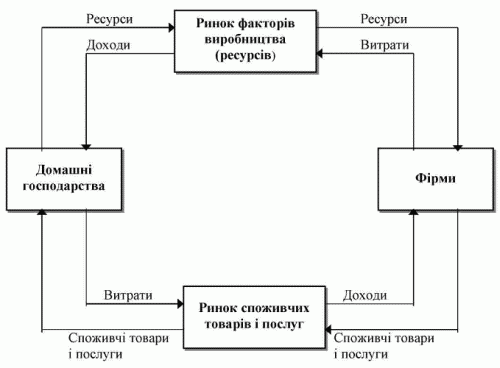 Ресурси
Ринок факторів
виробництва
(ресурсів)
Ресурси
Доходи
Витрати
Домашні
господарства
Фірми
Витрати
Ринок споживчих
товарів і послуг
Доходи
Споживчі товари
і послуги
Споживчі товари
і послуги